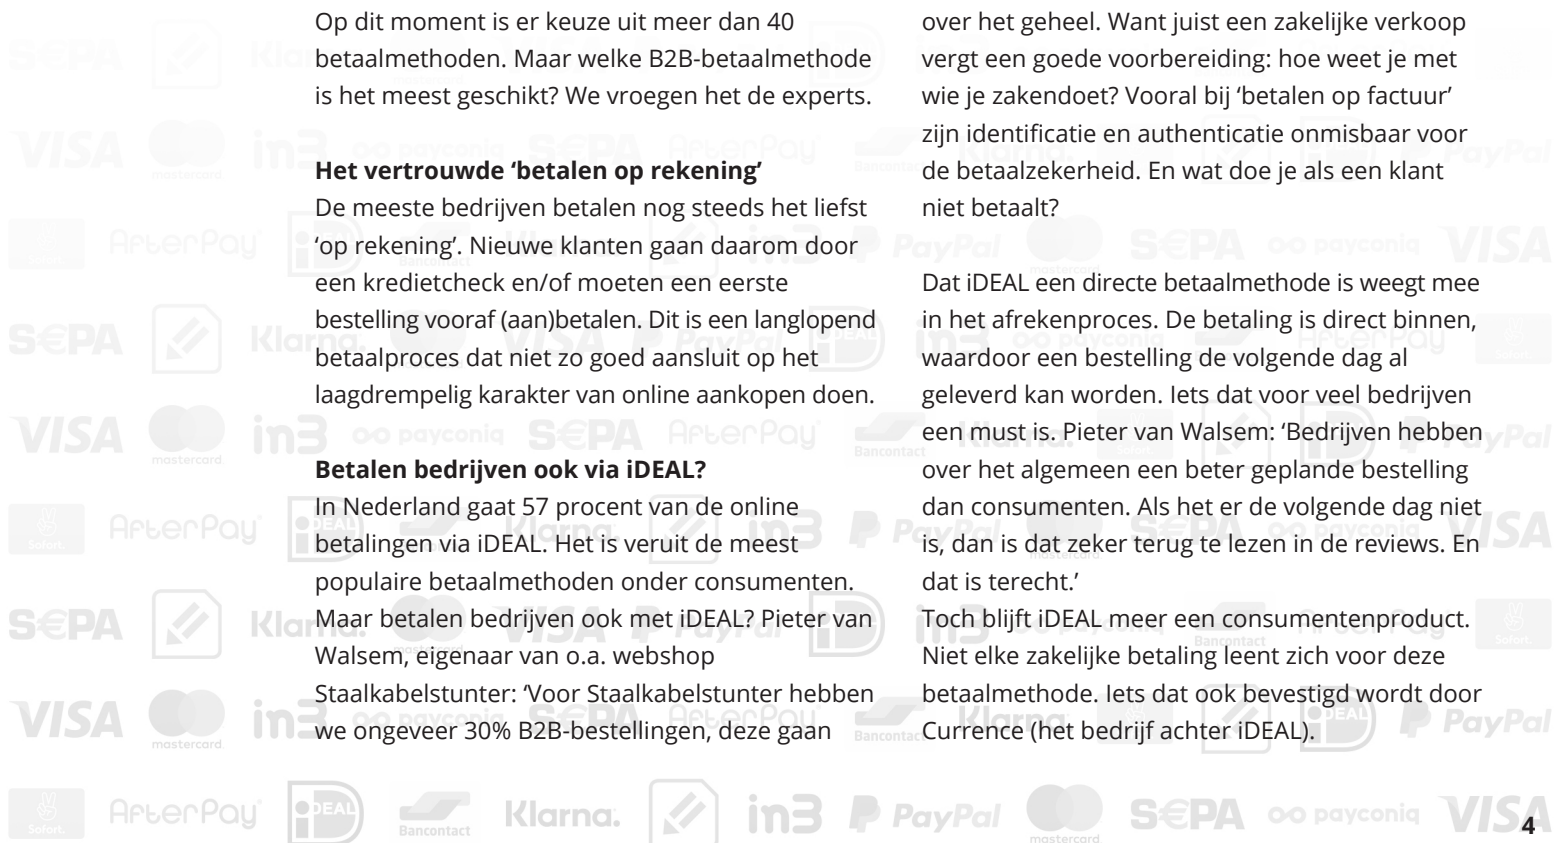 Op dit moment is er keuze uit meer dan 40
betaalmethoden. Maar welke B2B-betaalmethode
is het meest geschikt? We vroegen het de experts.
Het vertrouwde ‘betalen op rekening’
De meeste bedrijven betalen nog steeds het liefst
‘op rekening’. Nieuwe klanten gaan daarom door
een kredietcheck en/of moeten een eerste
bestelling vooraf (aan)betalen. Dit is een langlopend
betaalproces dat niet zo goed aansluit op het
laagdrempelig karakter van online aankopen doen.
Betalen bedrijven ook via iDEAL?
In Nederland gaat 57 procent van de online
betalingen via iDEAL. Het is veruit de meest
populaire betaalmethoden onder consumenten.
Maar betalen bedrijven ook met iDEAL? Pieter van
Walsem, eigenaar van o.a. webshop
Staalkabelstunter: ‘Voor Staalkabelstunter hebben
we ongeveer 30% B2B-bestellingen, deze gaan
over het geheel. Want juist een zakelijke verkoop
vergt een goede voorbereiding: hoe weet je met
wie je zakendoet? Vooral bij ‘betalen op factuur’
zijn identificatie en authenticatie onmisbaar voor
de betaalzekerheid. En wat doe je als een klant
niet betaalt?
Dat iDEAL een directe betaalmethode is weegt mee
in het afrekenproces. De betaling is direct binnen,
waardoor een bestelling de volgende dag al
geleverd kan worden. Iets dat voor veel bedrijven
een must is. Pieter van Walsem: ‘Bedrijven hebben
over het algemeen een beter geplande bestelling
dan consumenten. Als het er de volgende dag niet
is, dan is dat zeker terug te lezen in de reviews. En
dat is terecht.’
Toch blijft iDEAL meer een consumentenproduct.
Niet elke zakelijke betaling leent zich voor deze
betaalmethode. Iets dat ook bevestigd wordt door
Currence (het bedrijf achter iDEAL).
Sofort. AfterPay iDEAL Bancontact Klarna. in3 PayPal mastercard S€PA payconiq VISA
4